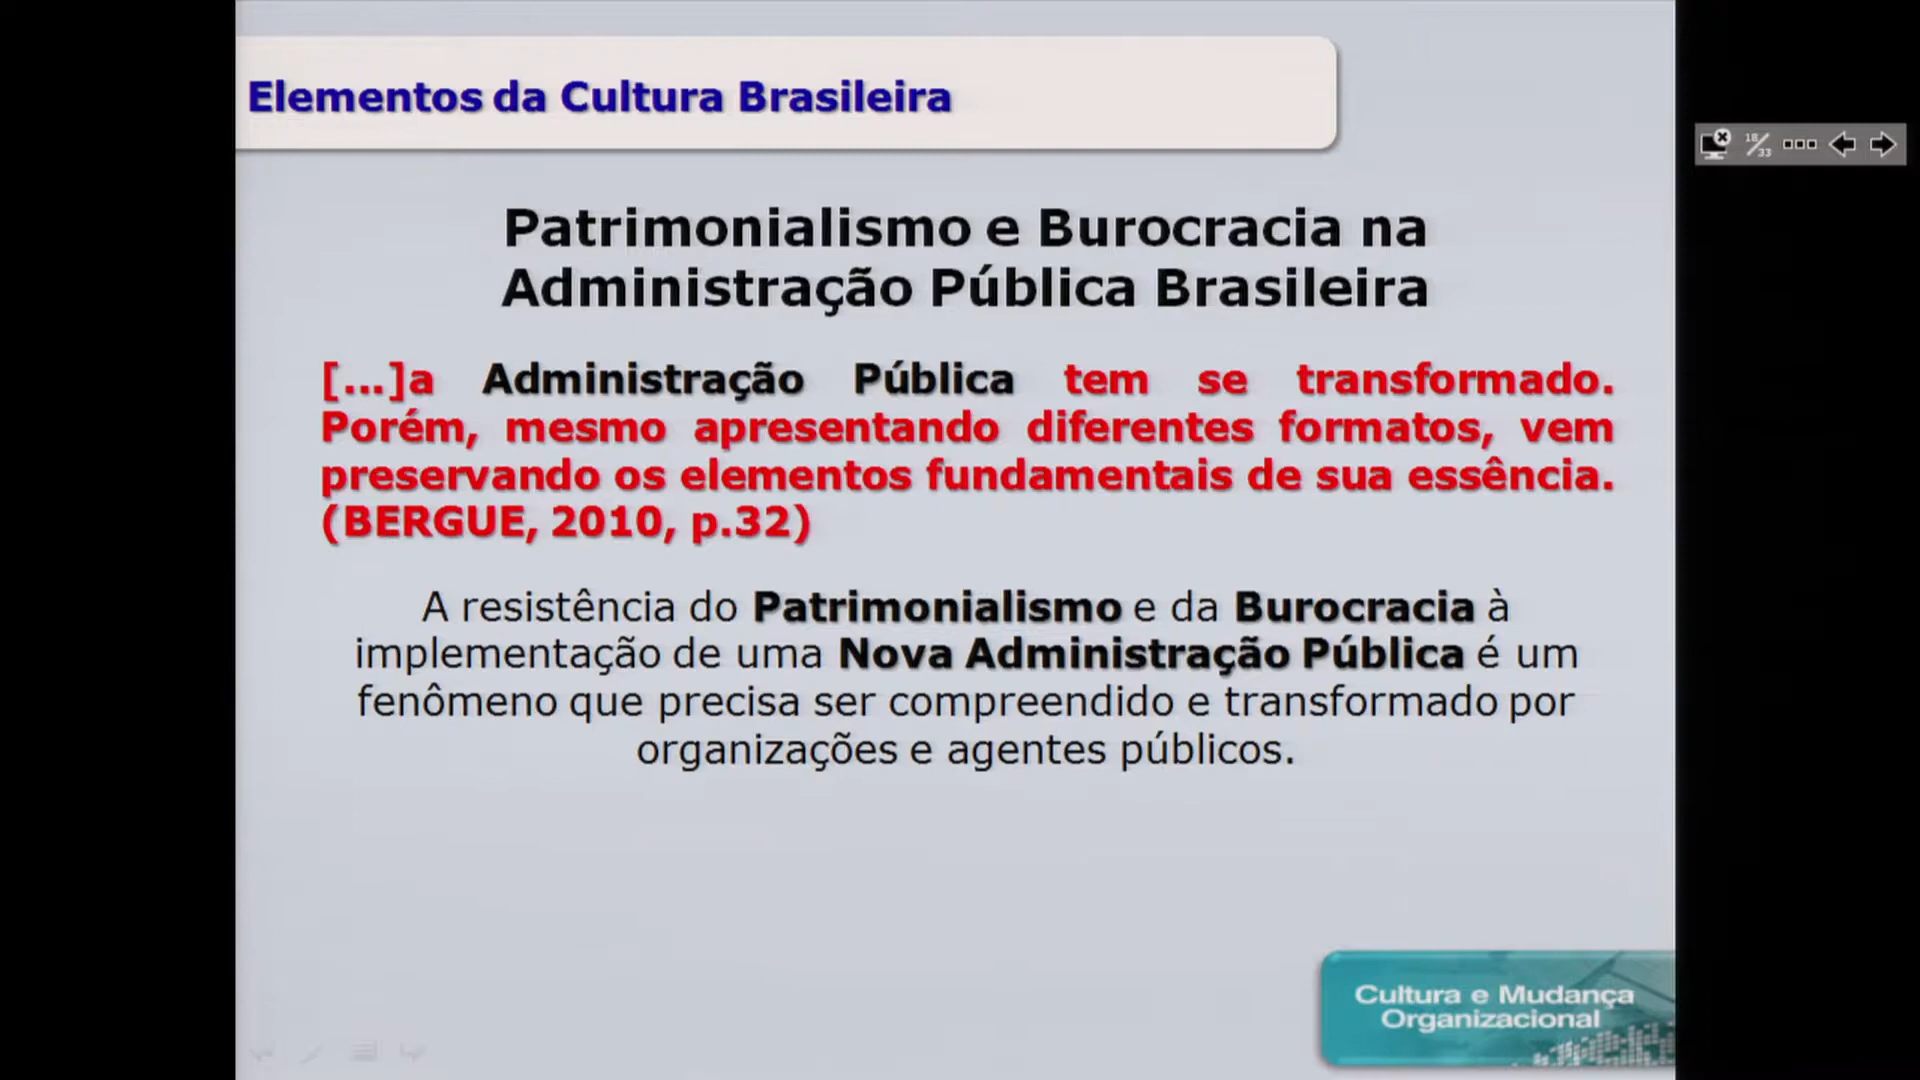 Elementos da Cultura Brasileira
18/33
Patrimonialismo e Burocracia na
Administração Pública Brasileira
[...]a Administração Pública tem se transformado.
Porém, mesmo apresentando diferentes formatos, vem
preservando os elementos fundamentais de sua essência.
(BERGUE, 2010, p.32)
A resistência do Patrimonialismo e da Burocracia à
implementação de uma Nova Administração Pública é um
fenômeno que precisa ser compreendido e transformado por
organizações e agentes públicos.
Cultura e Mudança
Organizacional